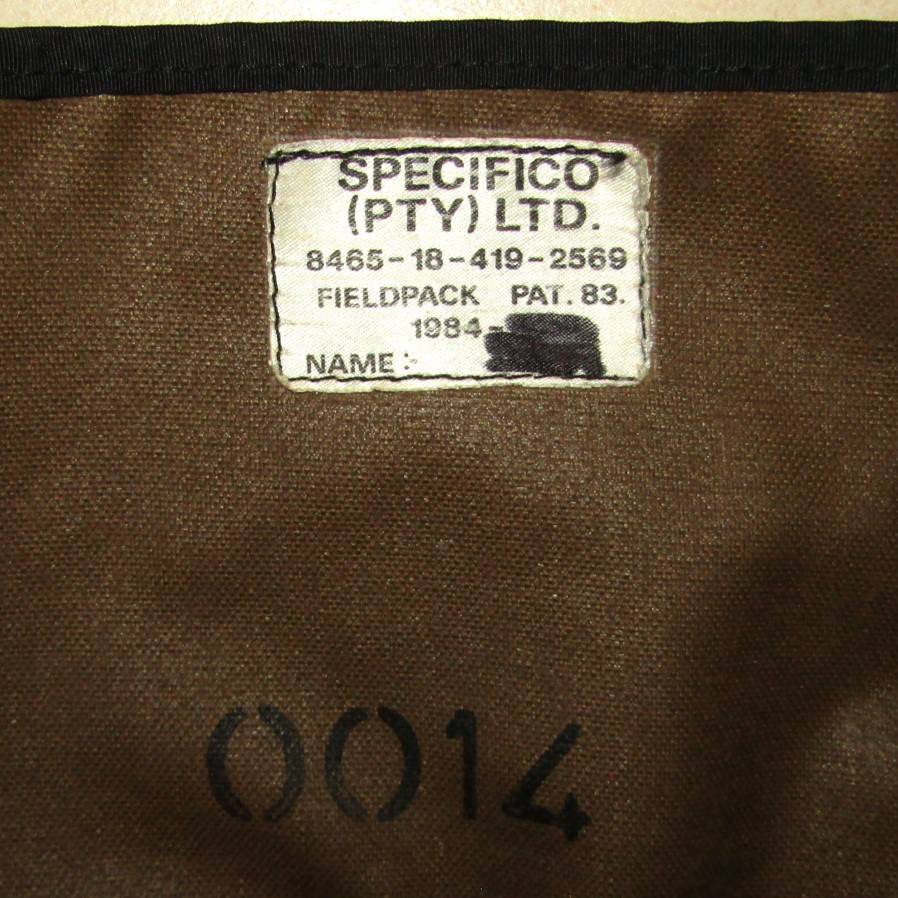 SPECIFICO
(PTY) LTD.
8465-18-419-2569
FIELDPACK PAT. 83.
1984-
NAME:-
0014